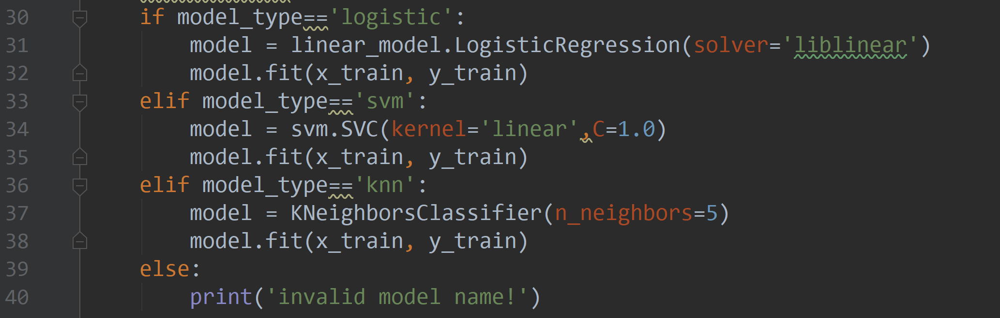 30 if model_type=='logistic':
31 model = linear_model.LogisticRegression(solver='liblinear')
32 model.fit(x_train, y_train)
33 elif model_type=='svm':
34 model = svm.SVC(kernel='linear',C=1.0)
35 model.fit(x_train, y_train)
36 elif model_type=='knn':
37 model = KNeighborsClassifier(n_neighbors=5)
38 model.fit(x_train, y_train)
39 else:
40 print('invalid model name!')